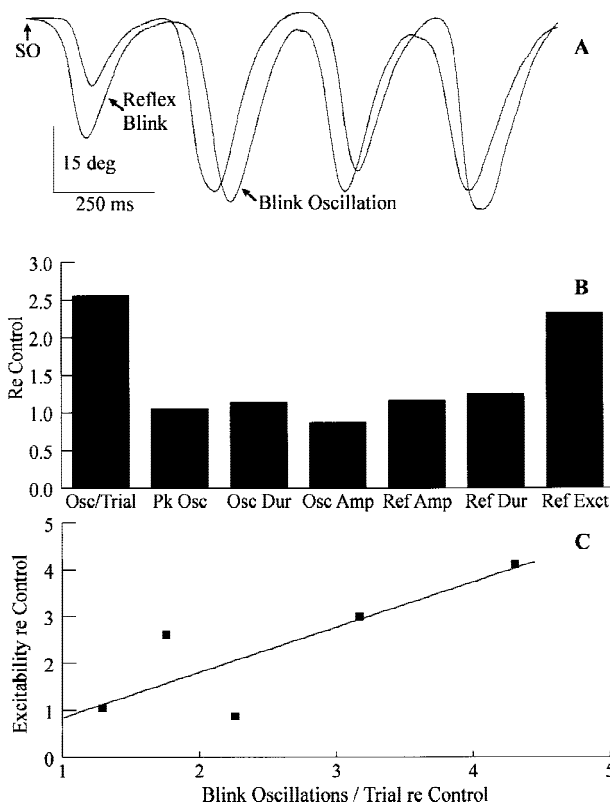 A
SO
Reflex
Blink
15 deg
250 ms
Blink Oscillation
B
Re Control
3.0
2.5
2.0
1.5
1.0
0.5
0.0
Osc/Trial Pk Osc Osc Dur Osc Amp Ref Amp Ref Dur Ref Exct
C
Excitability re Control
5
4
3
2
1
0
1 2 3 4 5
Blink Oscillations / Trial re Control